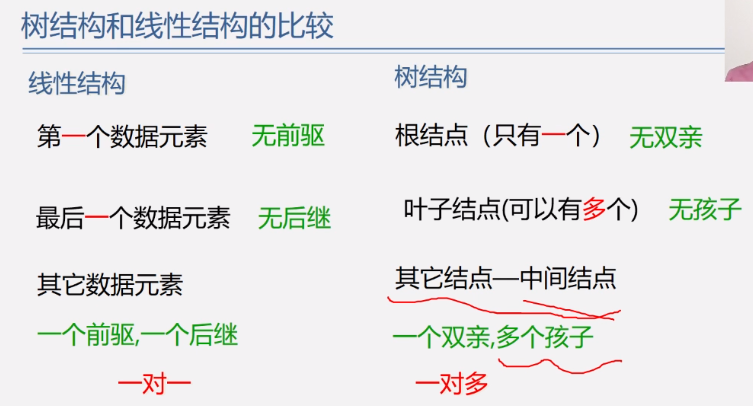 树结构和线性结构的比较
线性结构
第一个数据元素 无前驱
最后一个数据元素 无后继
其它数据元素
一个前驱,一个后继
一对一
树结构
根结点（只有一个） 无双亲
叶子结点(可以有多个) 无孩子
其它结点—中间结点
一个双亲,多个孩子
一对多